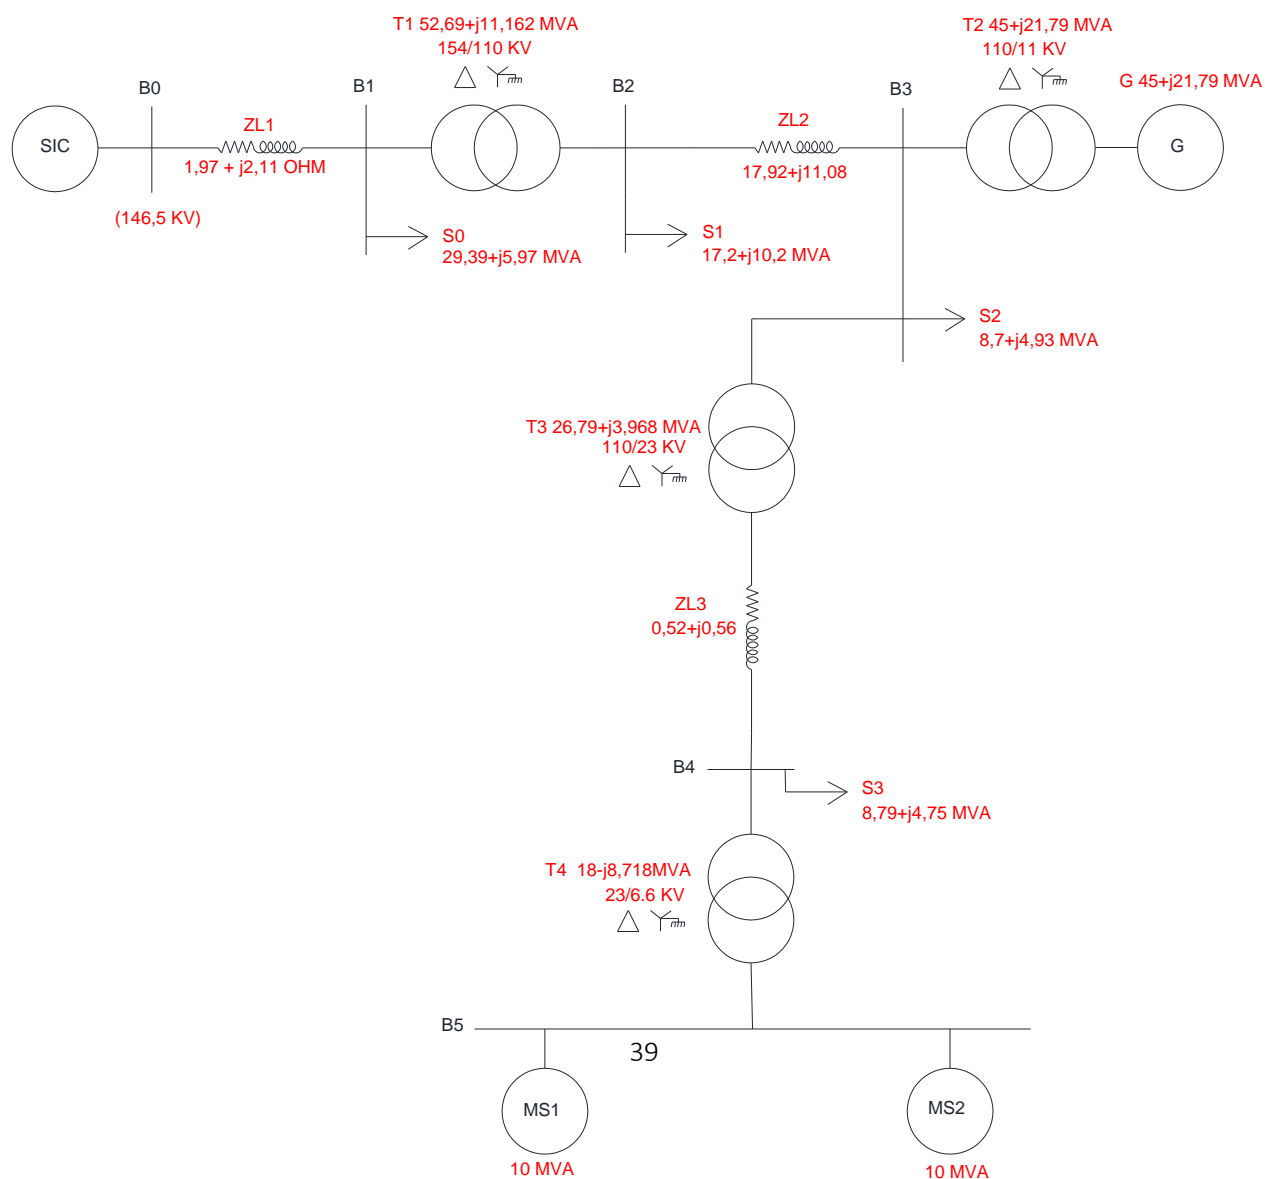 T1 52,69+j11,162 MVA
154/110 KV
T2 45+j21,79 MVA
110/11 KV
G 45+j21,79 MVA
B0
B1
B2
B3
SIC
ZL1
1,97 + j2,11 OHM
ZL2
17,92+j11,08
G
(146,5 KV)
S0
29,39+j5,97 MVA
S1
17,2+j10,2 MVA
S2
8,7+j4,93 MVA
T3 26,79+j3,968 MVA
110/23 KV
ZL3
0,52+j0,56
B4
S3
8,79+j4,75 MVA
T4 18-j8,718MVA
23/6.6 KV
B5
39
MS1
MS2
10 MVA
10 MVA